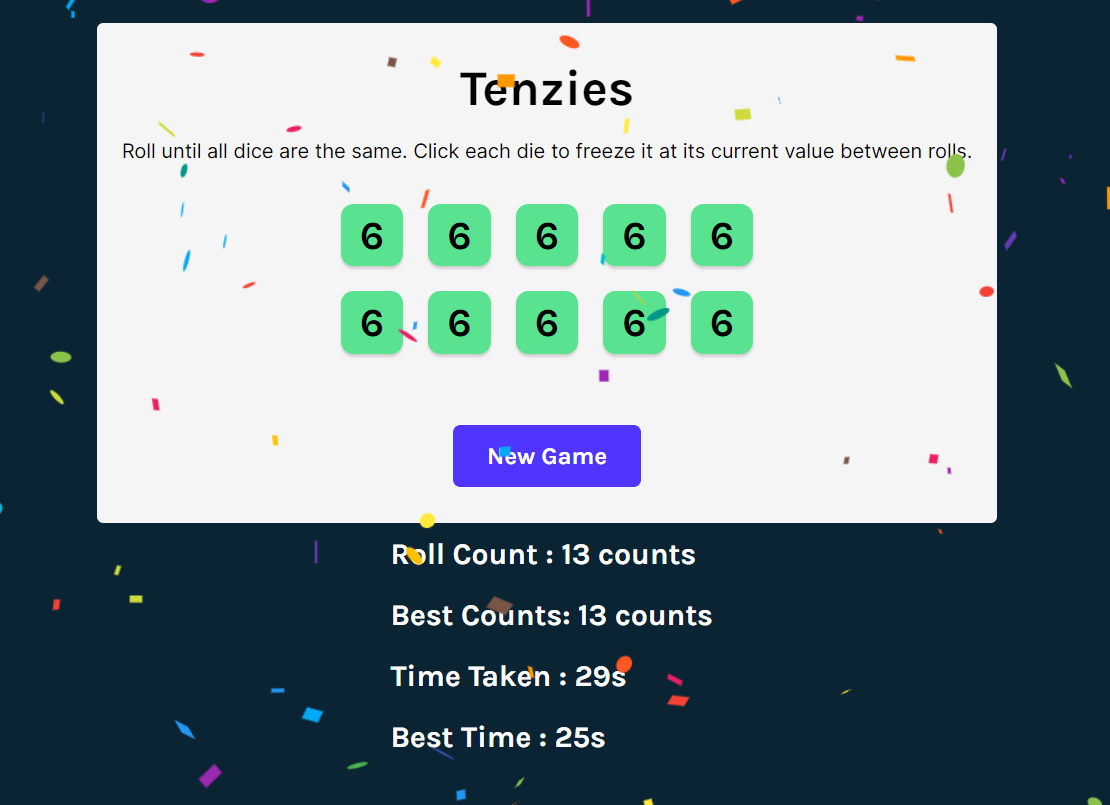 Tenzies
Roll until all dice are the same. Click each die to freeze it at its current value between rolls.
6 6 6 6 6
6 6 6 6 6
New Game
Roll Count : 13 counts
Best Counts: 13 counts
Time Taken : 29s
Best Time : 25s